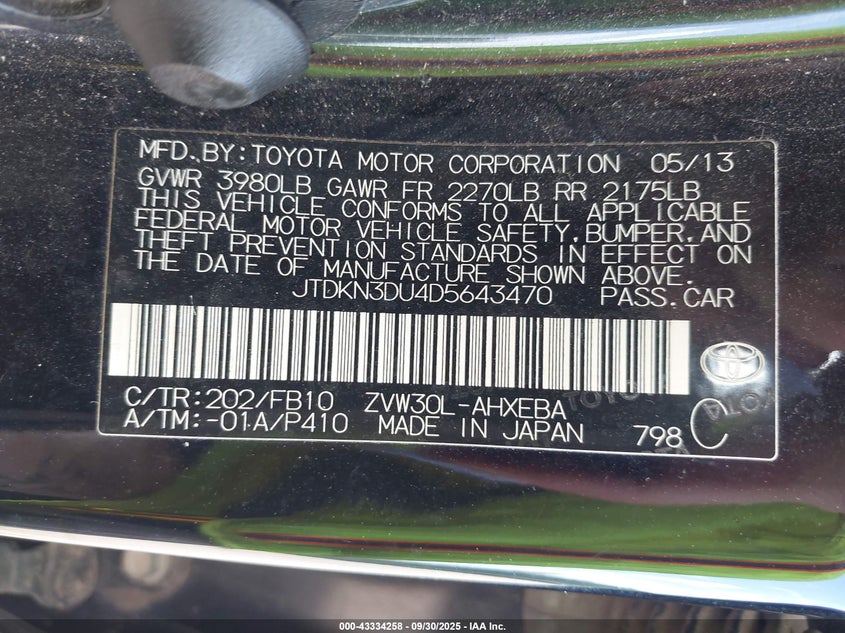 MFD. BY: TOYOTA MOTOR CORPORATION 05/13
GVWR 3980LB GAWR FR 2270LB RR 2175LB
THIS VEHICLE CONFORMS TO ALL APPLICABLE
FEDERAL MOTOR VEHICLE SAFETY, BUMPER, AND
THEFT PREVENTION STANDARDS IN EFFECT ON
THE DATE OF MANUFACTURE SHOWN ABOVE.
JTDKN3DU4D5643470 PASS.CAR
C/TR:202/FB10 ZVW30L-AHXEBA
A/TM:-01A/P410 MADE IN JAPAN 798 C
TOYOTA
TOYOTA
000-43334258 - 09/30/2025 - IAA Inc.